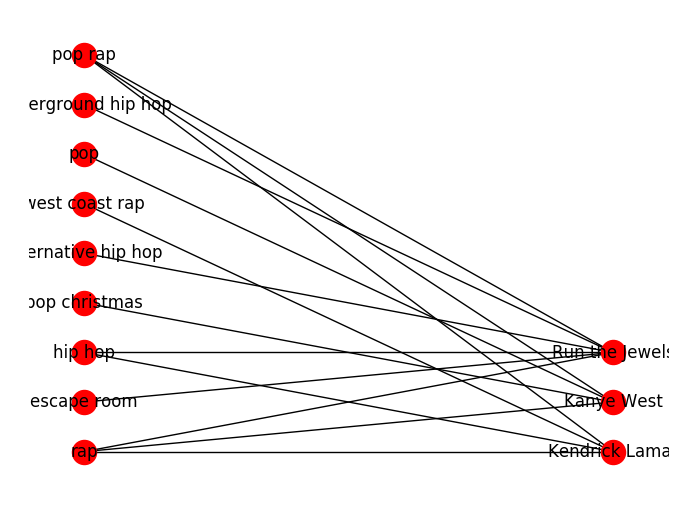 pop rap
erground hip hop
pop
west coast rap
ernative hip hop
pop christmas
hip hop
escape room
rap
Run the Jewels
Kanye West
Kendrick Lama